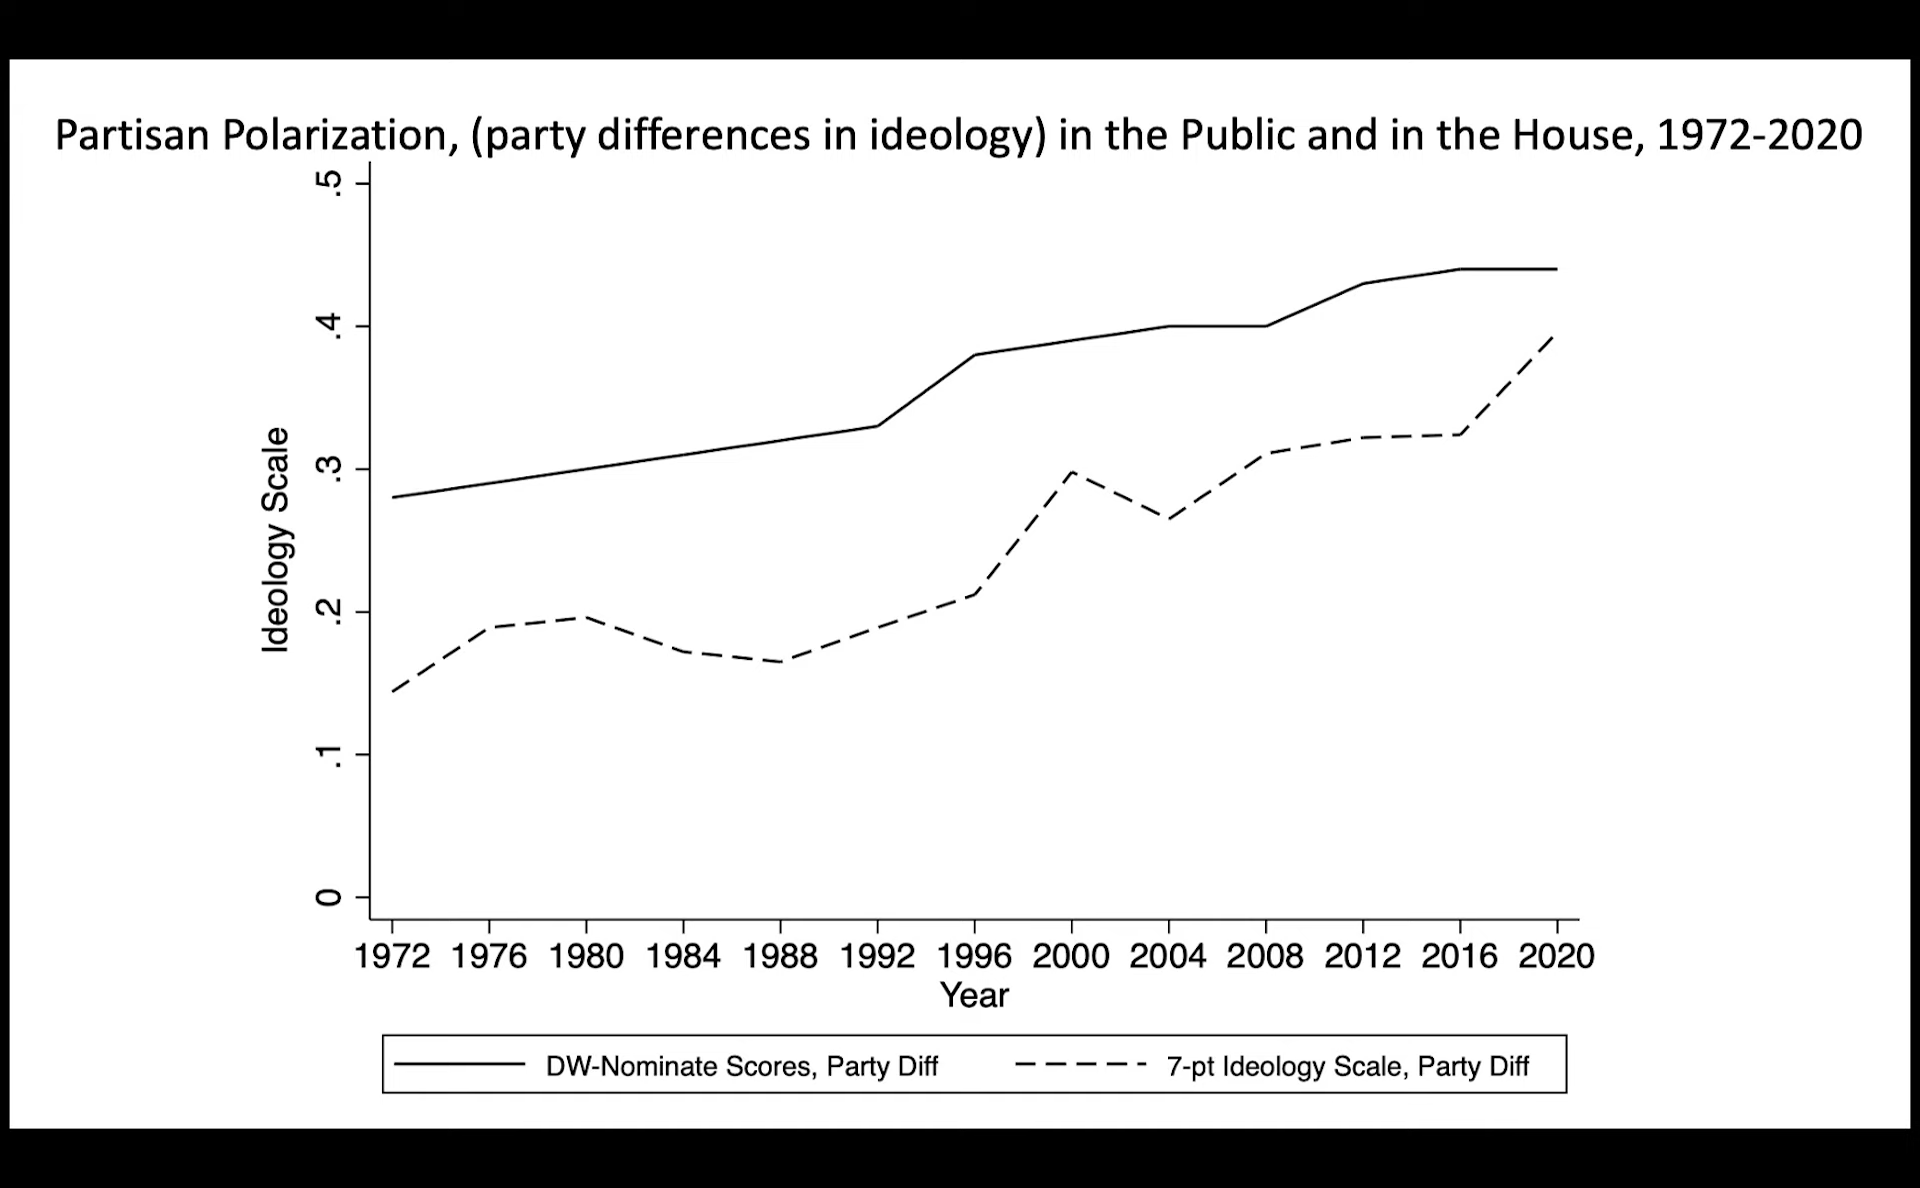 Partisan Polarization, (party differences in ideology) in the Public and in the House, 1972-2020
.5
.4
.3
.2
.1
0
Ideology Scale
1972 1976 1980 1984 1988 1992 1996 2000 2004 2008 2012 2016 2020
Year
DW-Nominate Scores, Party Diff 7-pt Ideology Scale, Party Diff